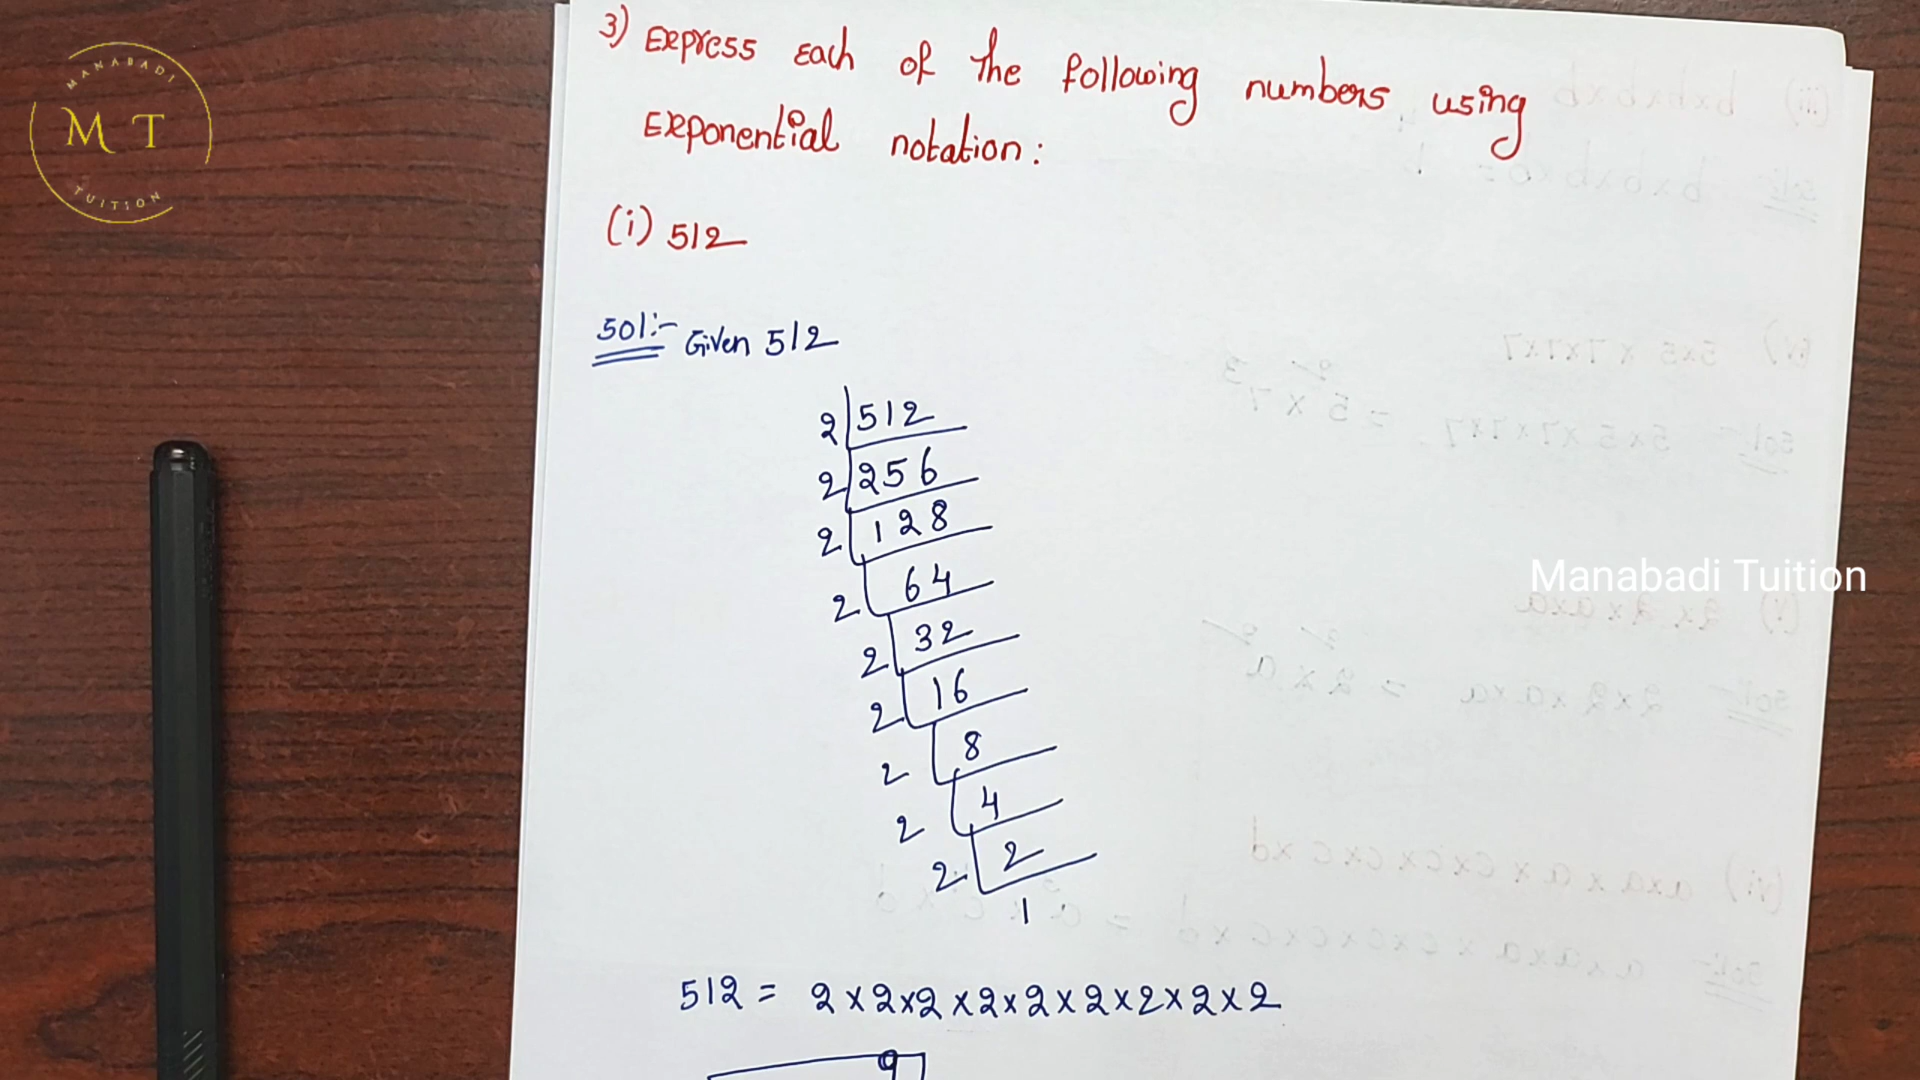 MANABADI
M T
TUITION
3) Express Each of the following numbers using
Exponential notation:
(i) 512
Sol:- Given 512
2 512
2 256
2 128
2 64
2 32
2 16
2 8
2 4
2 2
1
512 = 2×2×2×2×2×2×2×2×2
9
Manabadi Tuition